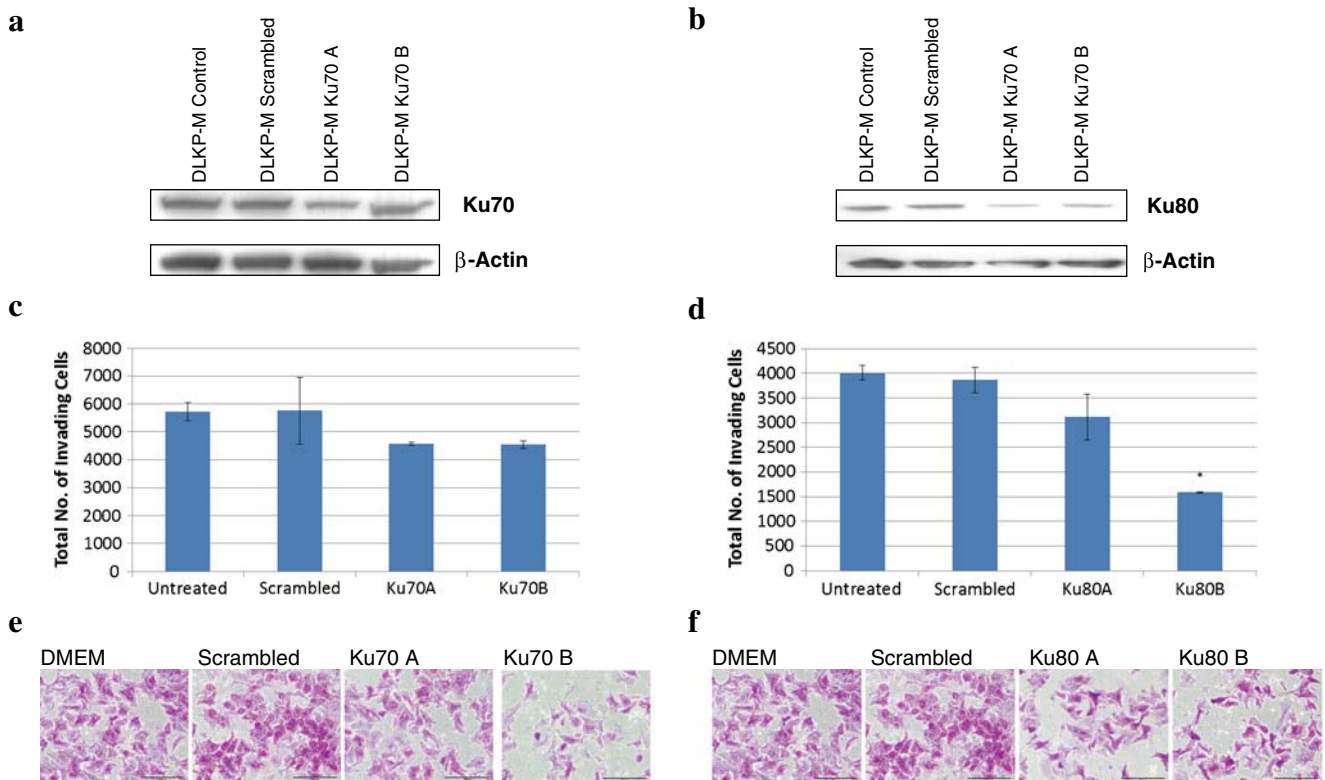 a
DLKP-M Control
DLKP-M Scrambled
DLKP-M Ku70 A
DLKP-M Ku70 B
Ku70
β-Actin
b
DLKP-M Control
DLKP-M Scrambled
DLKP-M Ku70 A
DLKP-M Ku70 B
Ku80
β-Actin
c
Total No. of Invading Cells
8000
7000
6000
5000
4000
3000
2000
1000
0
Untreated Scrambled Ku70A Ku70B
d
Total No. of Invading Cells
4500
4000
3500
3000
2500
2000
1500
1000
500
0
*
Untreated Scrambled Ku80A Ku80B
e
DMEM Scrambled Ku70 A Ku70 B
f
DMEM Scrambled Ku80 A Ku80 B